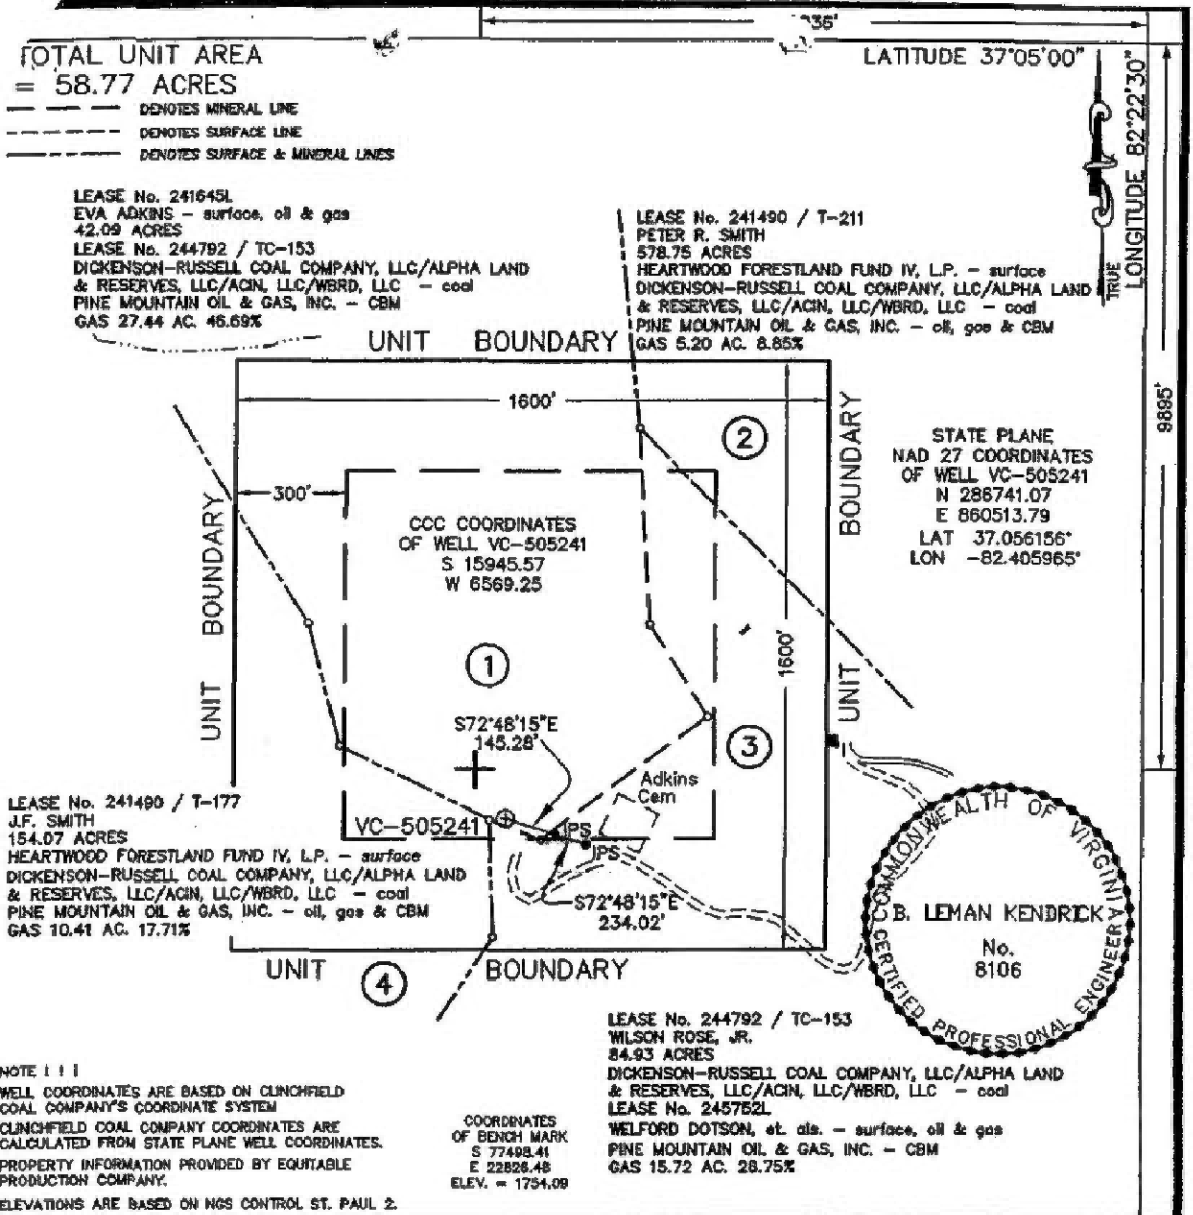 36'
TOTAL UNIT AREA
= 58.77 ACRES
LATITUDE 37°05'00"
LONGITUDE 82°22'30"
TRUE
9895'
DENOTES MINERAL LINE
DENOTES SURFACE LINE
DENOTES SURFACE & MINERAL LINES
LEASE No. 241645L
EVA ADKINS - surface, oil & gas
42.09 ACRES
LEASE No. 244792 / TC-153
DICKENSON-RUSSELL COAL COMPANY, LLC/ALPHA LAND
& RESERVES, LLC/ACIN, LLC/WBRD, LLC - coal
PINE MOUNTAIN OIL & GAS, INC. - CBM
GAS 27.44 AC. 46.69%
LEASE No. 241490 / T-211
PETER R. SMITH
578.75 ACRES
HEARTWOOD FORESTLAND FUND IV, L.P. - surface
DICKENSON-RUSSELL COAL COMPANY, LLC/ALPHA LAND
& RESERVES, LLC/ACIN, LLC/WBRD, LLC - coal
PINE MOUNTAIN OIL & GAS, INC. - oil, gas & CBM
GAS 5.20 AC. 8.85%
UNIT BOUNDARY
1600'
2
300'
UNIT BOUNDARY
UNIT BOUNDARY
1600'
CCC COORDINATES
OF WELL VC-505241
S 15945.57
W 6569.25
STATE PLANE
NAD 27 COORDINATES
OF WELL VC-505241
N 286741.07
E 860513.79
LAT 37.056156°
LON -82.405965°
1
S72°48'15"E
145.28'
3
Adkins
Cem
VC-505241
IPS
IPS
S72°48'15"E
234.02'
LEASE No. 241490 / T-177
J.F. SMITH
154.07 ACRES
HEARTWOOD FORESTLAND FUND IV, L.P. - surface
DICKENSON-RUSSELL COAL COMPANY, LLC/ALPHA LAND
& RESERVES, LLC/ACIN, LLC/WBRD, LLC - coal
PINE MOUNTAIN OIL & GAS, INC. - oil, gas & CBM
GAS 10.41 AC. 17.71%
COMMONWEALTH OF VIRGINIA
B. LEMAN KENDRICK
No.
8106
CERTIFIED PROFESSIONAL ENGINEER
UNIT BOUNDARY
4
LEASE No. 244792 / TC-153
WILSON ROSE, JR.
84.93 ACRES
DICKENSON-RUSSELL COAL COMPANY, LLC/ALPHA LAND
& RESERVES, LLC/ACIN, LLC/WBRD, LLC - coal
LEASE No. 245752L
WELFORD DOTSON, et. als. - surface, oil & gas
PINE MOUNTAIN OIL & GAS, INC. - CBM
GAS 15.72 AC. 26.75%
NOTE ! ! !
WELL COORDINATES ARE BASED ON CLINCHFIELD
COAL COMPANY'S COORDINATE SYSTEM
CLINCHFIELD COAL COMPANY COORDINATES ARE
CALCULATED FROM STATE PLANE WELL COORDINATES.
PROPERTY INFORMATION PROVIDED BY EQUITABLE
PRODUCTION COMPANY.
ELEVATIONS ARE BASED ON NGS CONTROL ST. PAUL 2.
COORDINATES
OF BENCH MARK
S 77498.41
E 22826.48
ELEV. = 1754.09